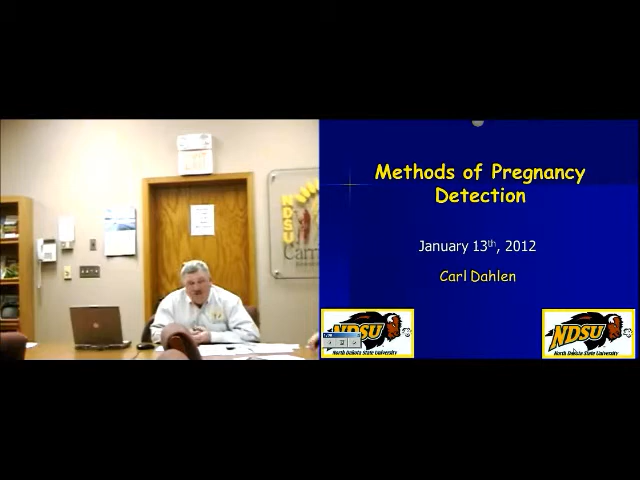 EXIT
NDSU
Methods of Pregnancy
Detection
January 13th, 2012
Carl Dahlen
NDSU
North Dakota State University
NDSU
North Dakota State University